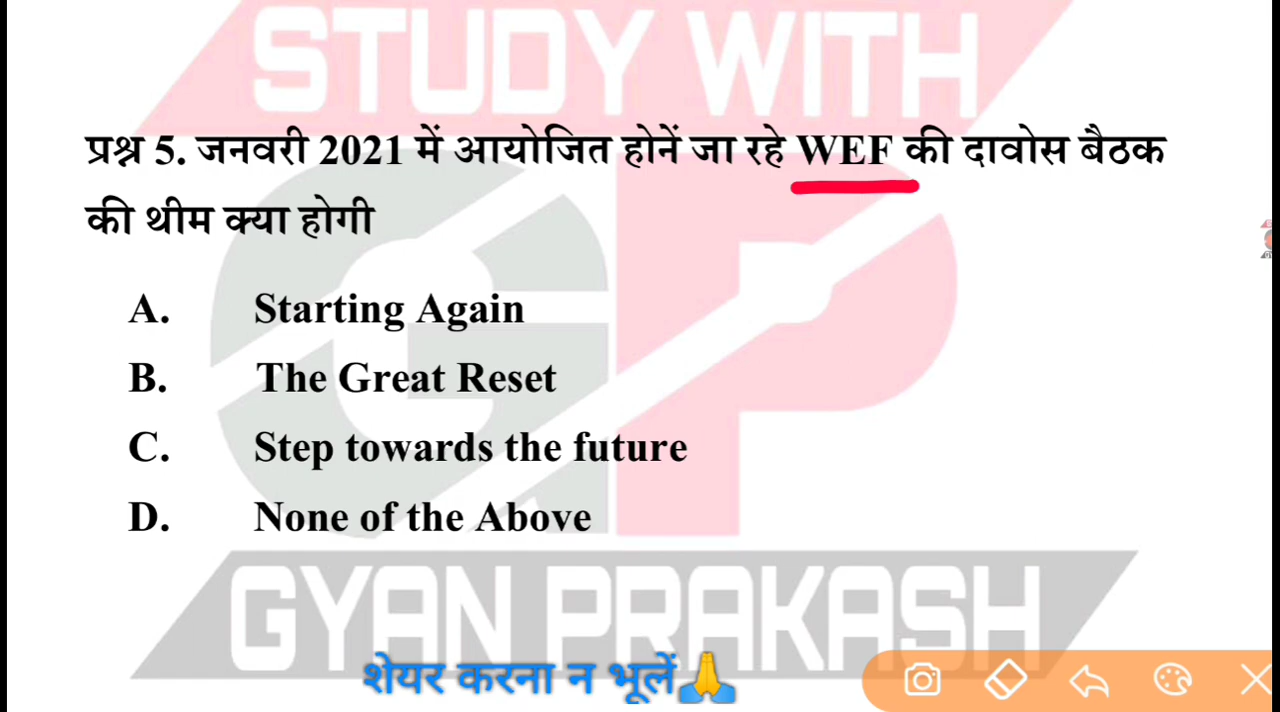 STUDY WITH
प्रश्न 5. जनवरी 2021 में आयोजित होनें जा रहे WEF की दावोस बैठक
की थीम क्या होगी
A. Starting Again
B. The Great Reset
C. Step towards the future
D. None of the Above
GYAN PRAKASH
शेयर करना न भूलें🙏